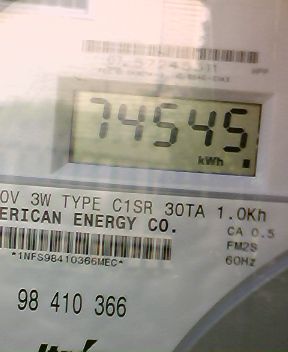 74545
kWh
0V 3W TYPE C1SR 30TA 1.0Kh
ERICAN ENERGY CO.
CA 0.5
FM2S
*1NFS98410366MEC*
60Hz
98 410 366